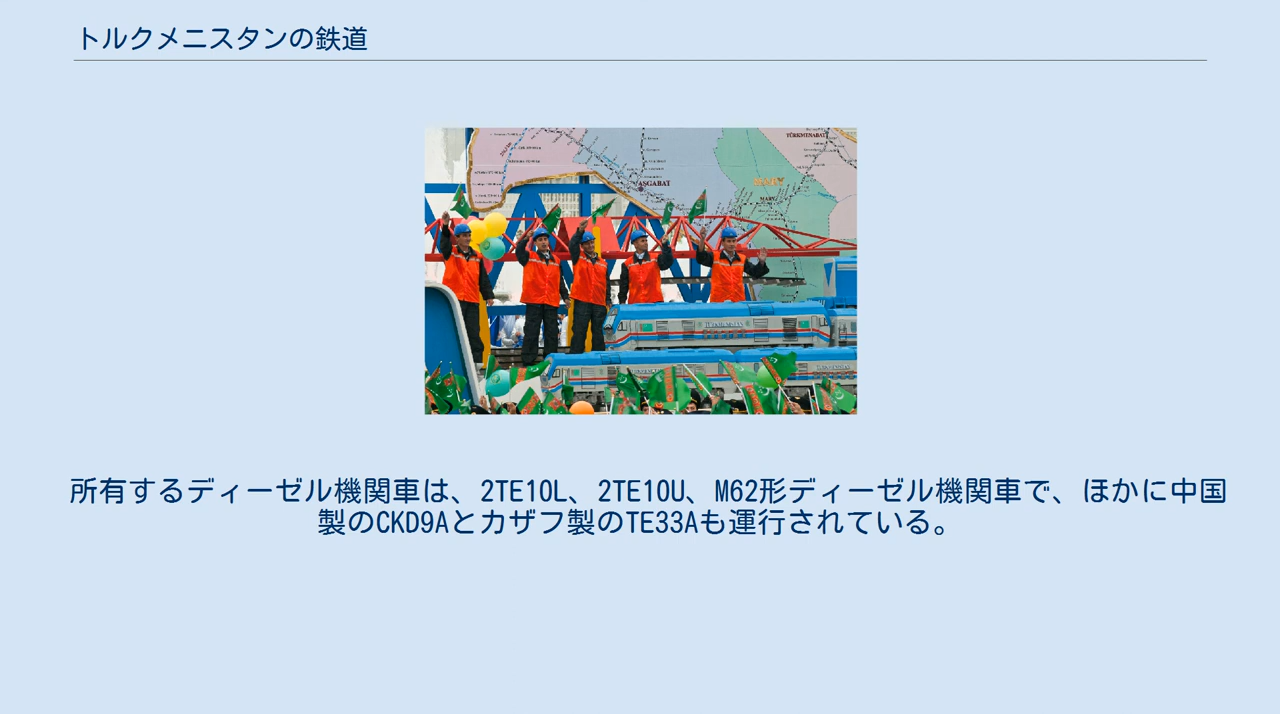 トルクメニスタンの鉄道
TÜRKMENABAT
AŞGABAT
MARY
所有するディーゼル機関車は、2TE10L、2TE10U、M62形ディーゼル機関車で、ほかに中国
製のCKD9Aとカザフ製のTE33Aも運行されている。